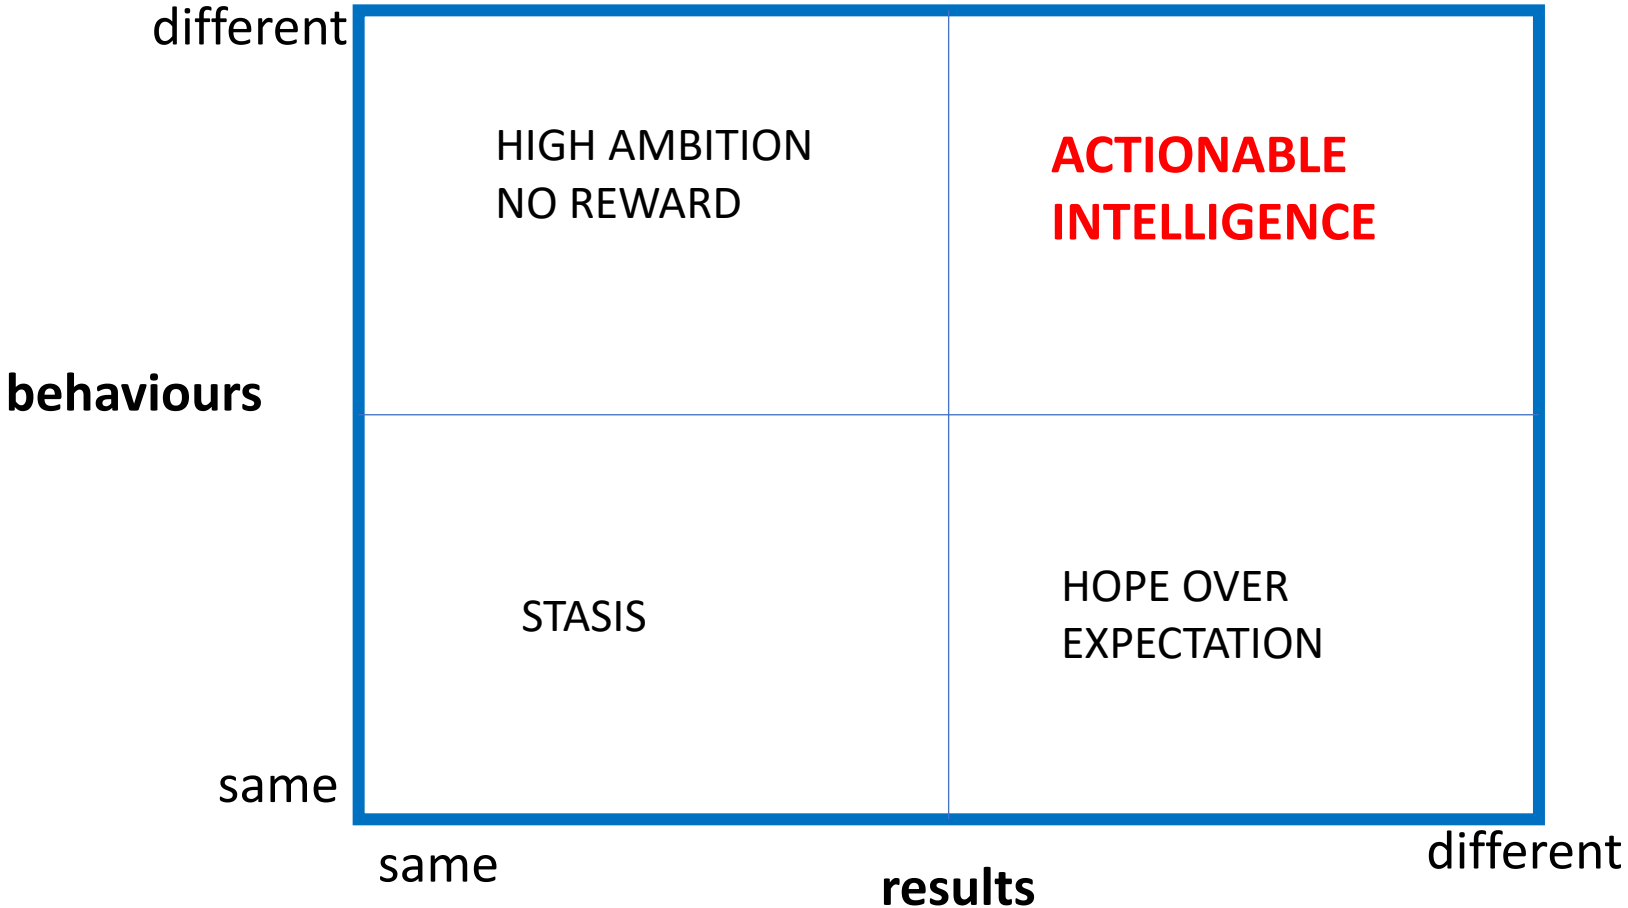 different
HIGH AMBITION
NO REWARD
ACTIONABLE
INTELLIGENCE
behaviours
STASIS
HOPE OVER
EXPECTATION
same
same
different
results